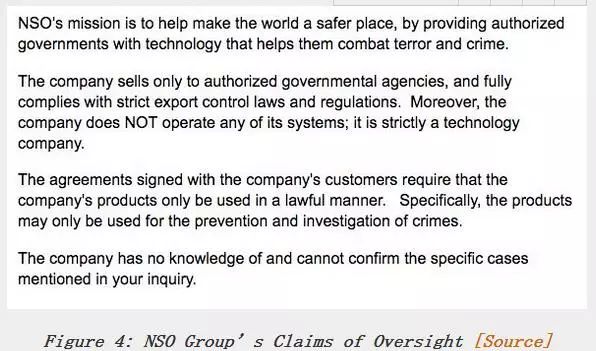 NSO's mission is to help make the world a safer place, by providing authorized
governments with technology that helps them combat terror and crime.
The company sells only to authorized governmental agencies, and fully
complies with strict export control laws and regulations.  Moreover, the
company does NOT operate any of its systems; it is strictly a technology
company.
The agreements signed with the company's customers require that the
company's products only be used in a lawful manner.   Specifically, the products
may only be used for the prevention and investigation of crimes.
The company has no knowledge of and cannot confirm the specific cases
mentioned in your inquiry.
Figure 4: NSO Group’s Claims of Oversight [Source]